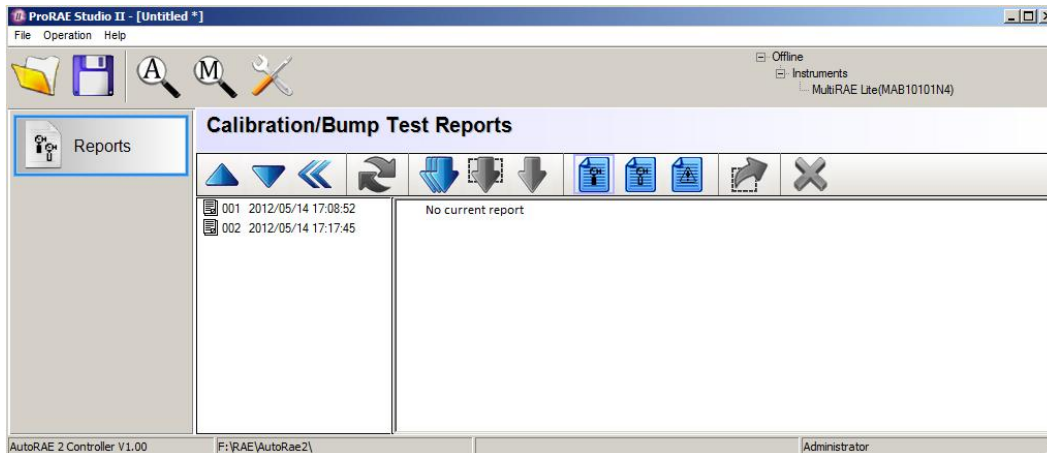 ProRAE Studio II - [Untitled *]
File Operation Help
A
M
Offline
Instruments
MultiRAE Lite(MAB10101N4)
Reports
Calibration/Bump Test Reports
001 2012/05/14 17:08:52
002 2012/05/14 17:17:45
No current report
AutoRAE 2 Controller V1.00
F:\RAE\AutoRae2\
Administrator